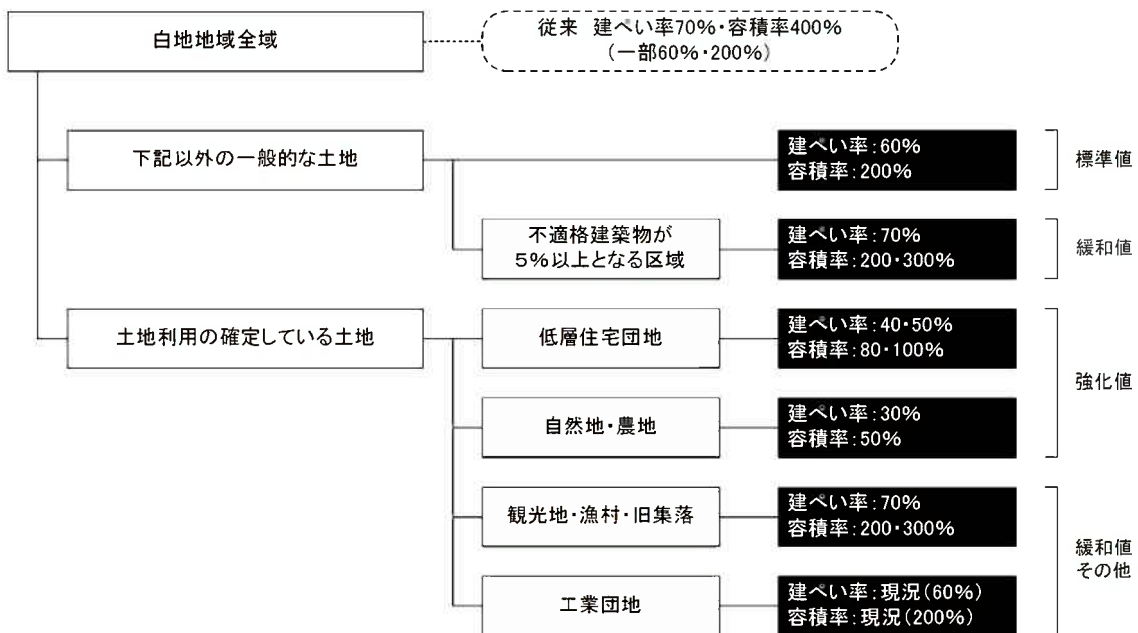 白地地域全域
従来 建ぺい率70%・容積率400%
(一部60%・200%)
下記以外の一般的な土地
建ぺい率:60%
容積率:200%
標準値
不適格建築物が
5%以上となる区域
建ぺい率:70%
容積率:200・300%
緩和値
土地利用の確定している土地
低層住宅団地
建ぺい率:40・50%
容積率:80・100%
強化値
自然地・農地
建ぺい率:30%
容積率:50%
観光地・漁村・旧集落
建ぺい率:70%
容積率:200・300%
緩和値
その他
工業団地
建ぺい率:現況(60%)
容積率:現況(200%)